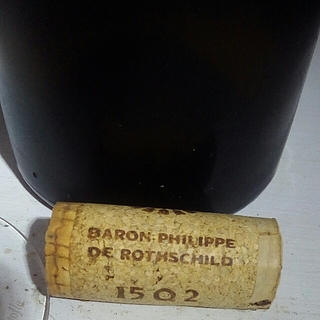 BARON PHILIPPE
DE ROTHSCHILD
1502